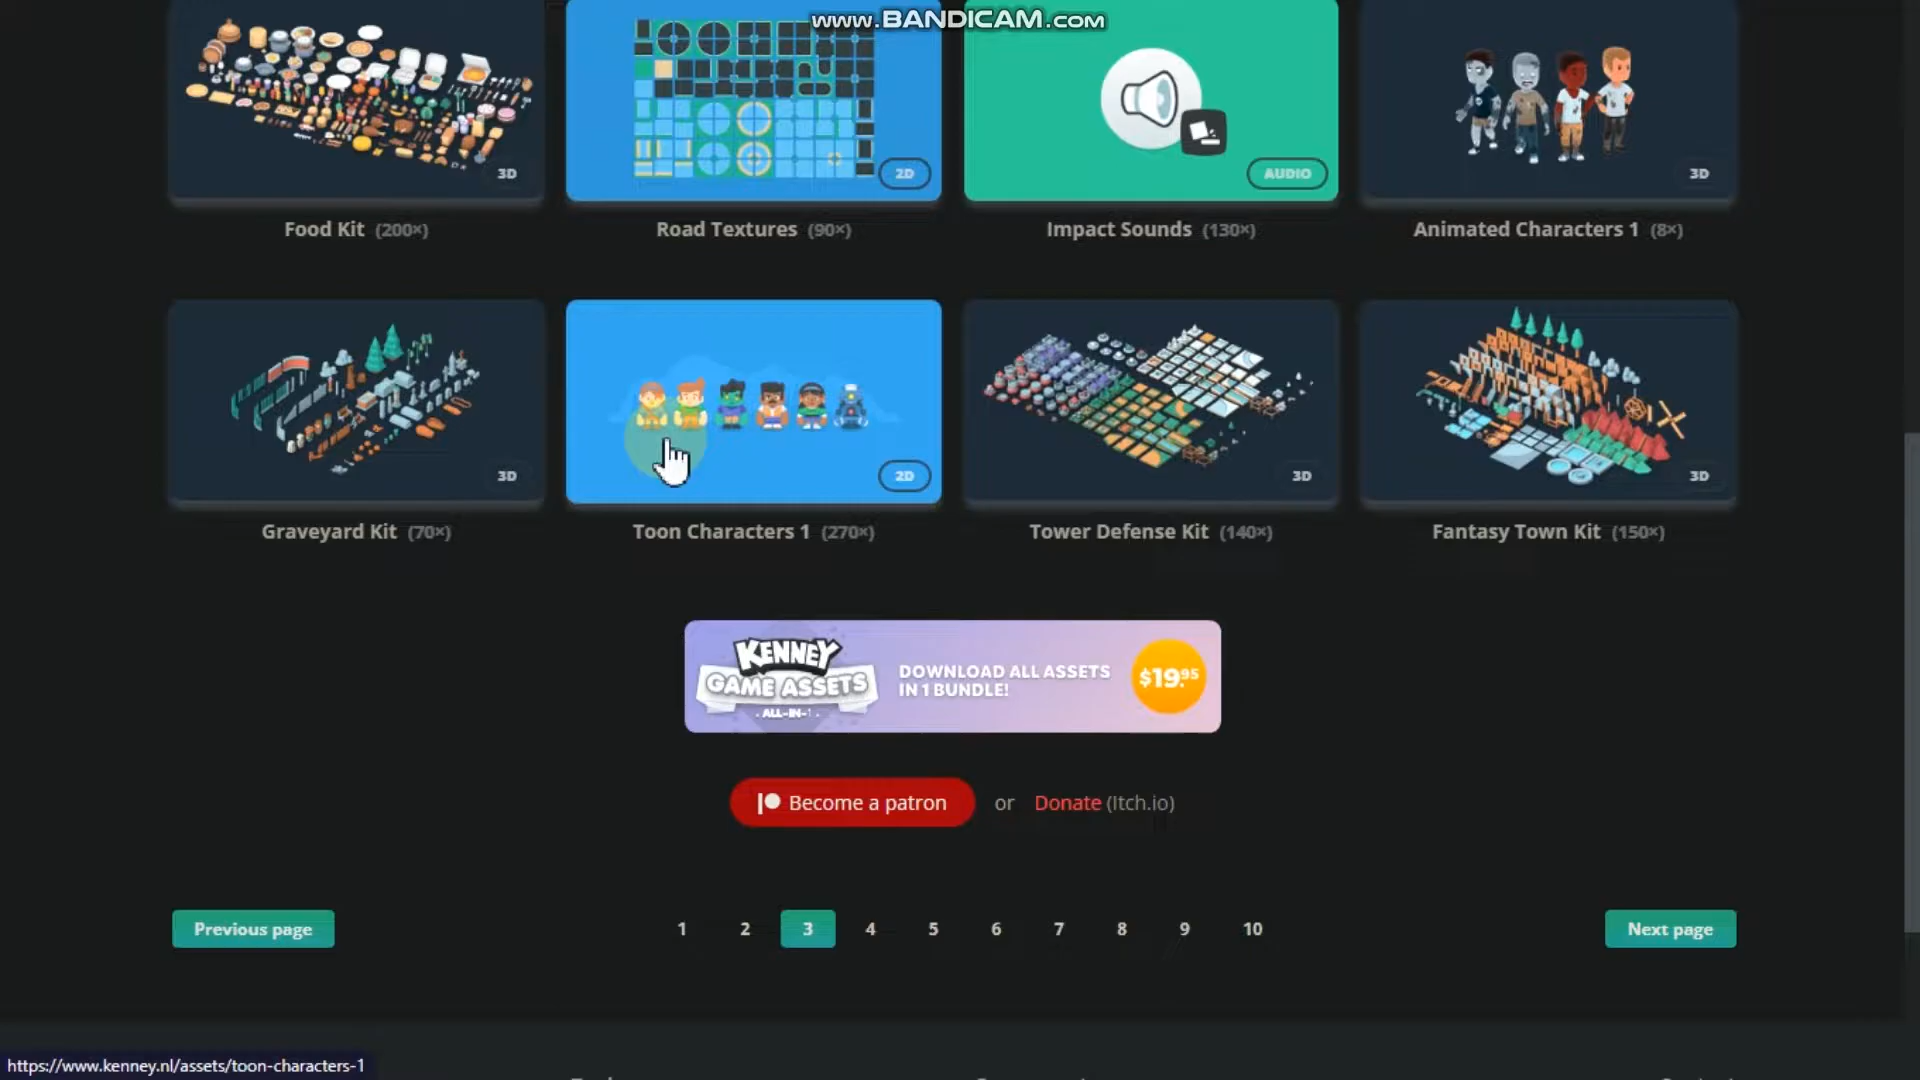 www.BANDICAM.com
3D
2D
AUDIO
3D
Food Kit (200×)
Road Textures (90×)
Impact Sounds (130×)
Animated Characters 1 (8×)
3D
2D
3D
3D
Graveyard Kit (70×)
Toon Characters 1 (270×)
Tower Defense Kit (140×)
Fantasy Town Kit (150×)
KENNEY
GAME ASSETS
ALL-IN-1
DOWNLOAD ALL ASSETS
IN 1 BUNDLE!
$19.95
Become a patron or Donate (Itch.io)
Previous page 1 2 3 4 5 6 7 8 9 10 Next page
https://www.kenney.nl/assets/toon-characters-1